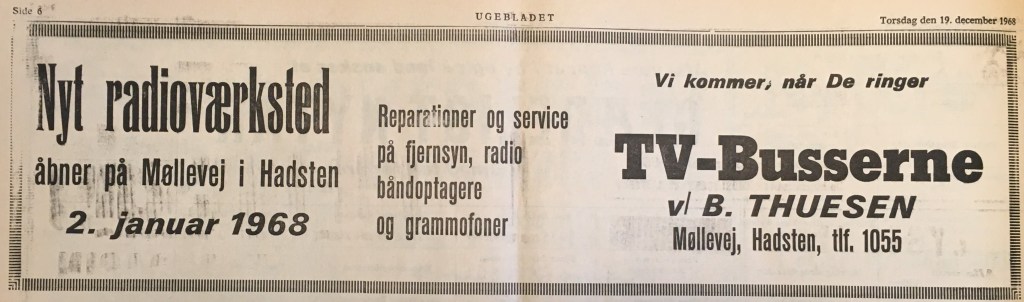 Side 6
UGEBLADET
Torsdag den 19. december 1968
Nyt radioværksted
åbner på Møllevej i Hadsten
2. januar 1968
Reparationer og service
på fjernsyn, radio
båndoptagere
og grammofoner
Vi kommer, når De ringer
TV-Busserne
v/ B. THUESEN
Møllevej, Hadsten, tlf. 1055